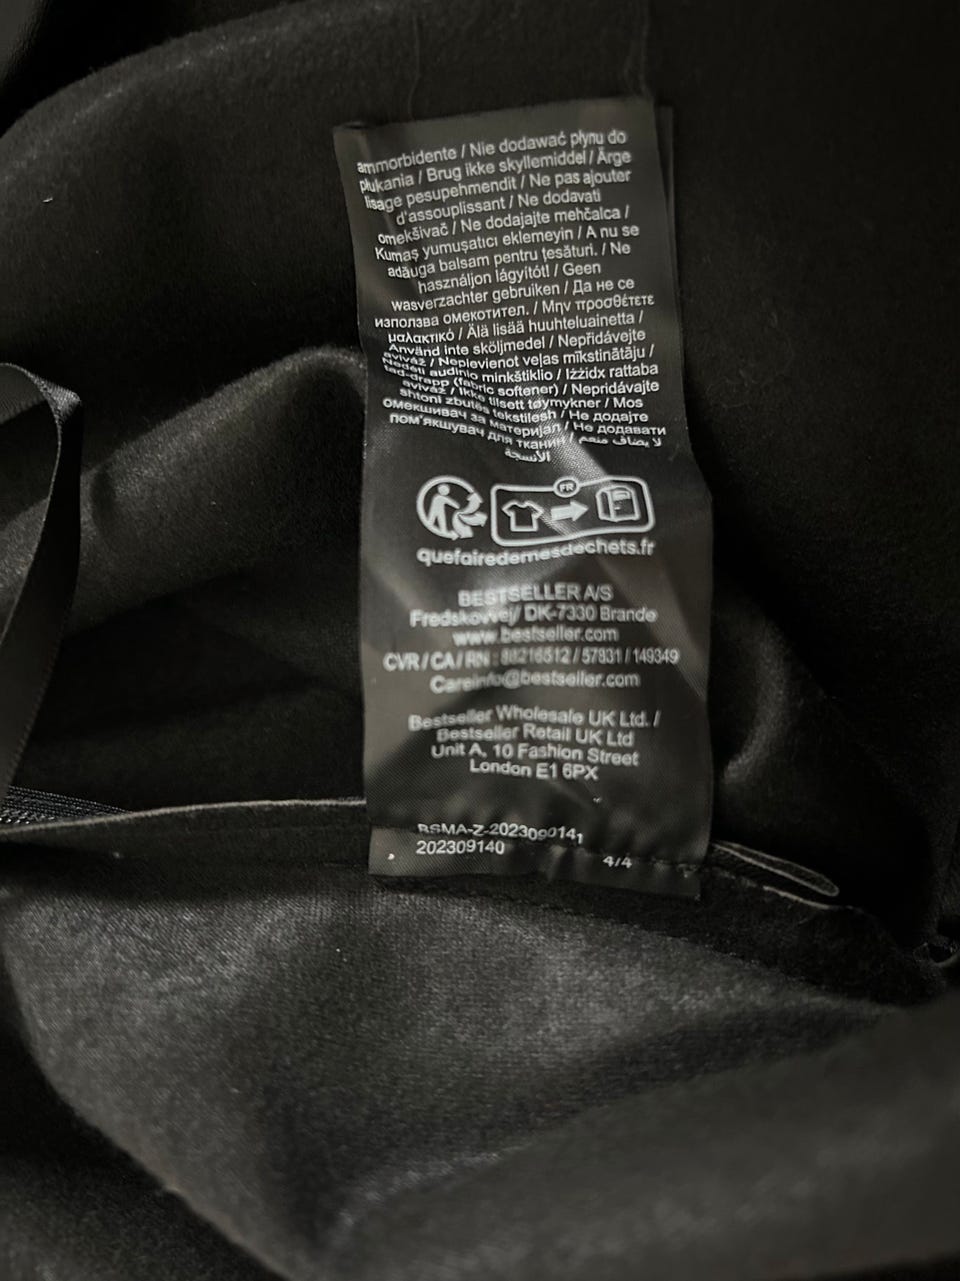 ammorbidente / Nie dodawać płynu do
płukania / Brug ikke skyllemiddel / Ärge
lisage pesupehmendit / Ne pas ajouter
d'assouplissant / Ne dodavati
omekšivač / Ne dodajajte mehčalca /
Kumaş yumuşatıcı eklemeyin / A nu se
adăuga balsam pentru țesături. / Ne
használjon lágyítót! / Geen
wasverzachter gebruiken / Да не се
използва омекотител. / Μην προσθέτετε
μαλακτικό / Älä lisää huuhteluainetta /
Använd inte sköljmedel / Nepřidávejte
aviváž / Nepievienot veļas mīkstinātāju /
Nedėti audinio minkštiklio / Iżżidx rattaba
tad-drapp (fabric softener) / Nepridávajte
aviváž / Ikke tilsett tøymykner / Mos
shtoni zbutës tekstilesh / Не додајте
омекшивач за материјал / Не додавати
пом'якшувач для тканин / لا يضاف منعم
الأنسجة
FR
quefairedemesdechets.fr
BESTSELLER A/S
Fredskovvej/ DK-7330 Brande
www.bestseller.com
CVR / CA / RN : 88216512 / 57831 / 149349
Careinfo@bestseller.com
Bestseller Wholesale UK Ltd. /
Bestseller Retail UK Ltd
Unit A, 10 Fashion Street
London E1 6PX
RSMA-Z-2023090141
202309140
4/4